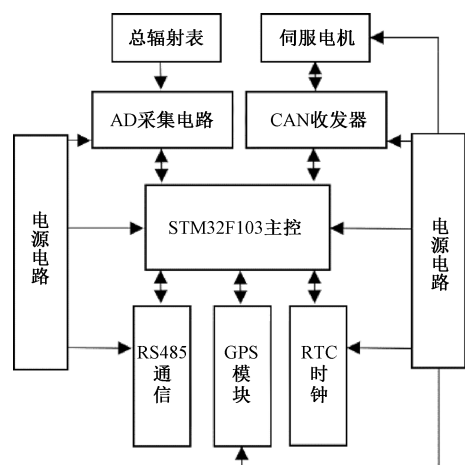 总辐射表
伺服电机
AD采集电路
CAN收发器
电源电路
STM32F103主控
电源电路
RS485
通信
GPS
模块
RTC
时钟